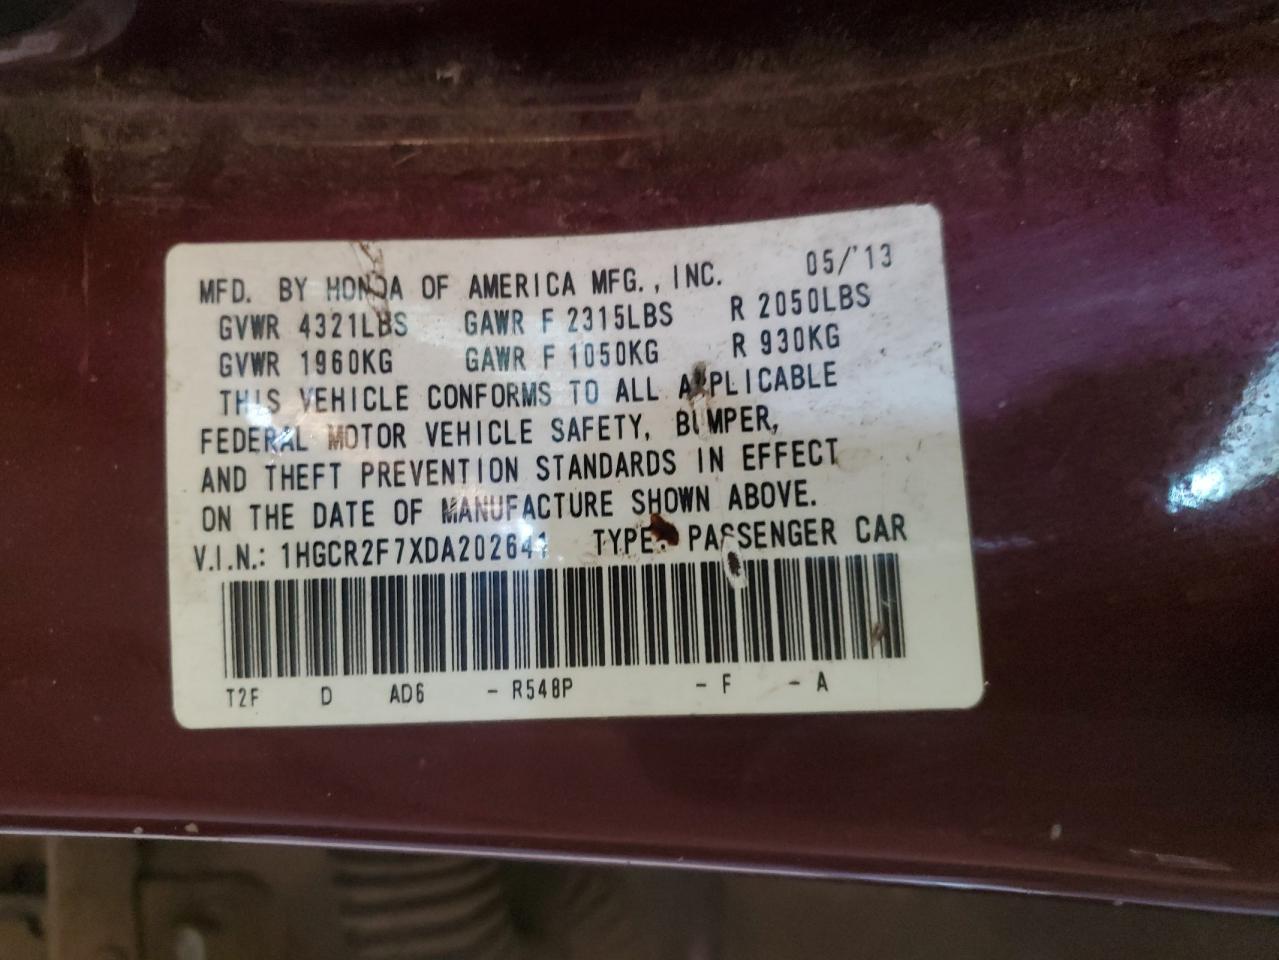 MFD. BY HONDA OF AMERICA MFG., INC. 05/'13
GVWR 4321LBS GAWR F 2315LBS R 2050LBS
GVWR 1960KG GAWR F 1050KG R 930KG
THIS VEHICLE CONFORMS TO ALL APPLICABLE
FEDERAL MOTOR VEHICLE SAFETY, BUMPER,
AND THEFT PREVENTION STANDARDS IN EFFECT
ON THE DATE OF MANUFACTURE SHOWN ABOVE.
V.I.N.: 1HGCR2F7XDA202641 TYPE: PASSENGER CAR
T2F D AD6 - R548P - F - A